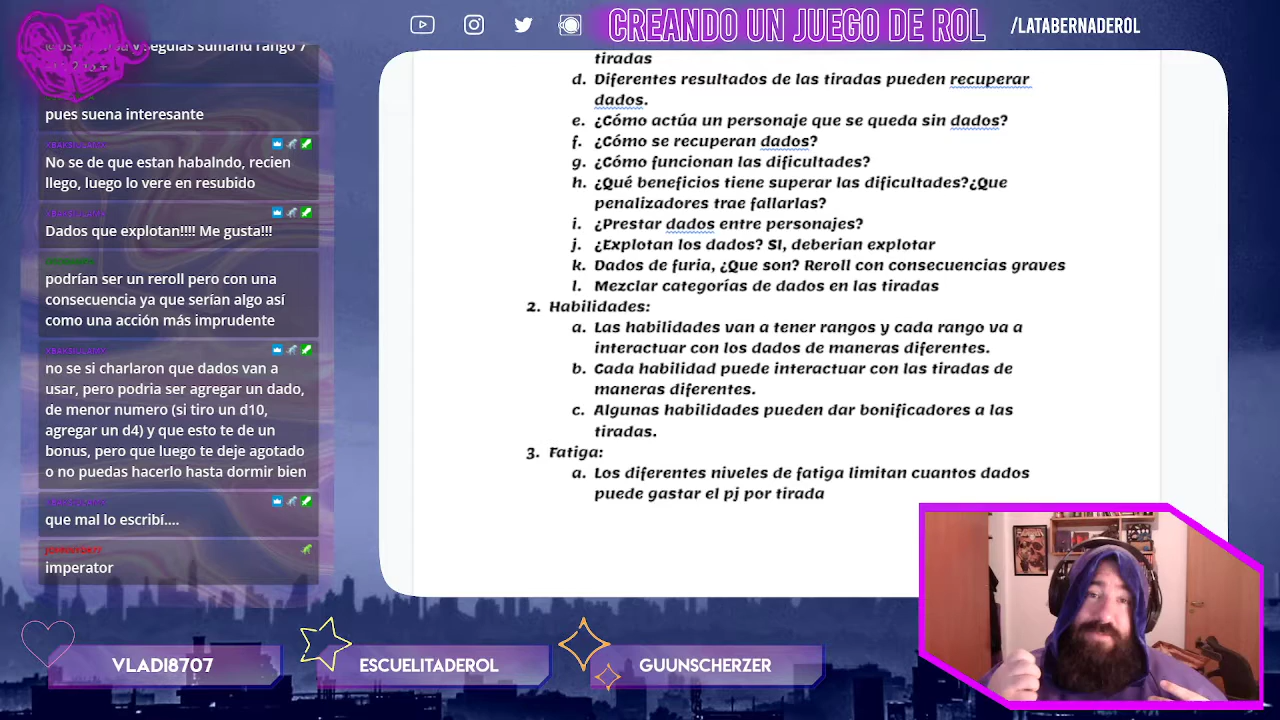 CREANDO UN JUEGO DE ROL
/LATABERNADEROL
pues suena interesante
No se de que estan habalndo, recien
llego, luego lo vere en resubido
Dados que explotan!!!! Me gusta!!!
podrían ser un reroll pero con una
consecuencia ya que serían algo así
como una acción más imprudente
no se si charlaron que dados van a
usar, pero podria ser agregar un dado,
de menor numero (si tiro un d10,
agregar un d4) y que esto te de un
bonus, pero que luego te deje agotado
o no puedas hacerlo hasta dormir bien
que mal lo escribí....
imperator
tiradas
d. Diferentes resultados de las tiradas pueden recuperar
dados.
e. ¿Cómo actúa un personaje que se queda sin dados?
f. ¿Cómo se recuperan dados?
g. ¿Cómo funcionan las dificultades?
h. ¿Qué beneficios tiene superar las dificultades?¿Que
penalizadores trae fallarlas?
i. ¿Prestar dados entre personajes?
j. ¿Explotan los dados? SI, deberian explotar
k. Dados de furia, ¿Que son? Reroll con consecuencias graves
l. Mezclar categorías de dados en las tiradas
2. Habilidades:
a. Las habilidades van a tener rangos y cada rango va a
interactuar con los dados de maneras diferentes.
b. Cada habilidad puede interactuar con las tiradas de
maneras diferentes.
c. Algunas habilidades pueden dar bonificadores a las
tiradas.
3. Fatiga:
a. Los diferentes niveles de fatiga limitan cuantos dados
puede gastar el pj por tirada
VLADI8707
ESCUELITADEROL
GUUNSCHERZER